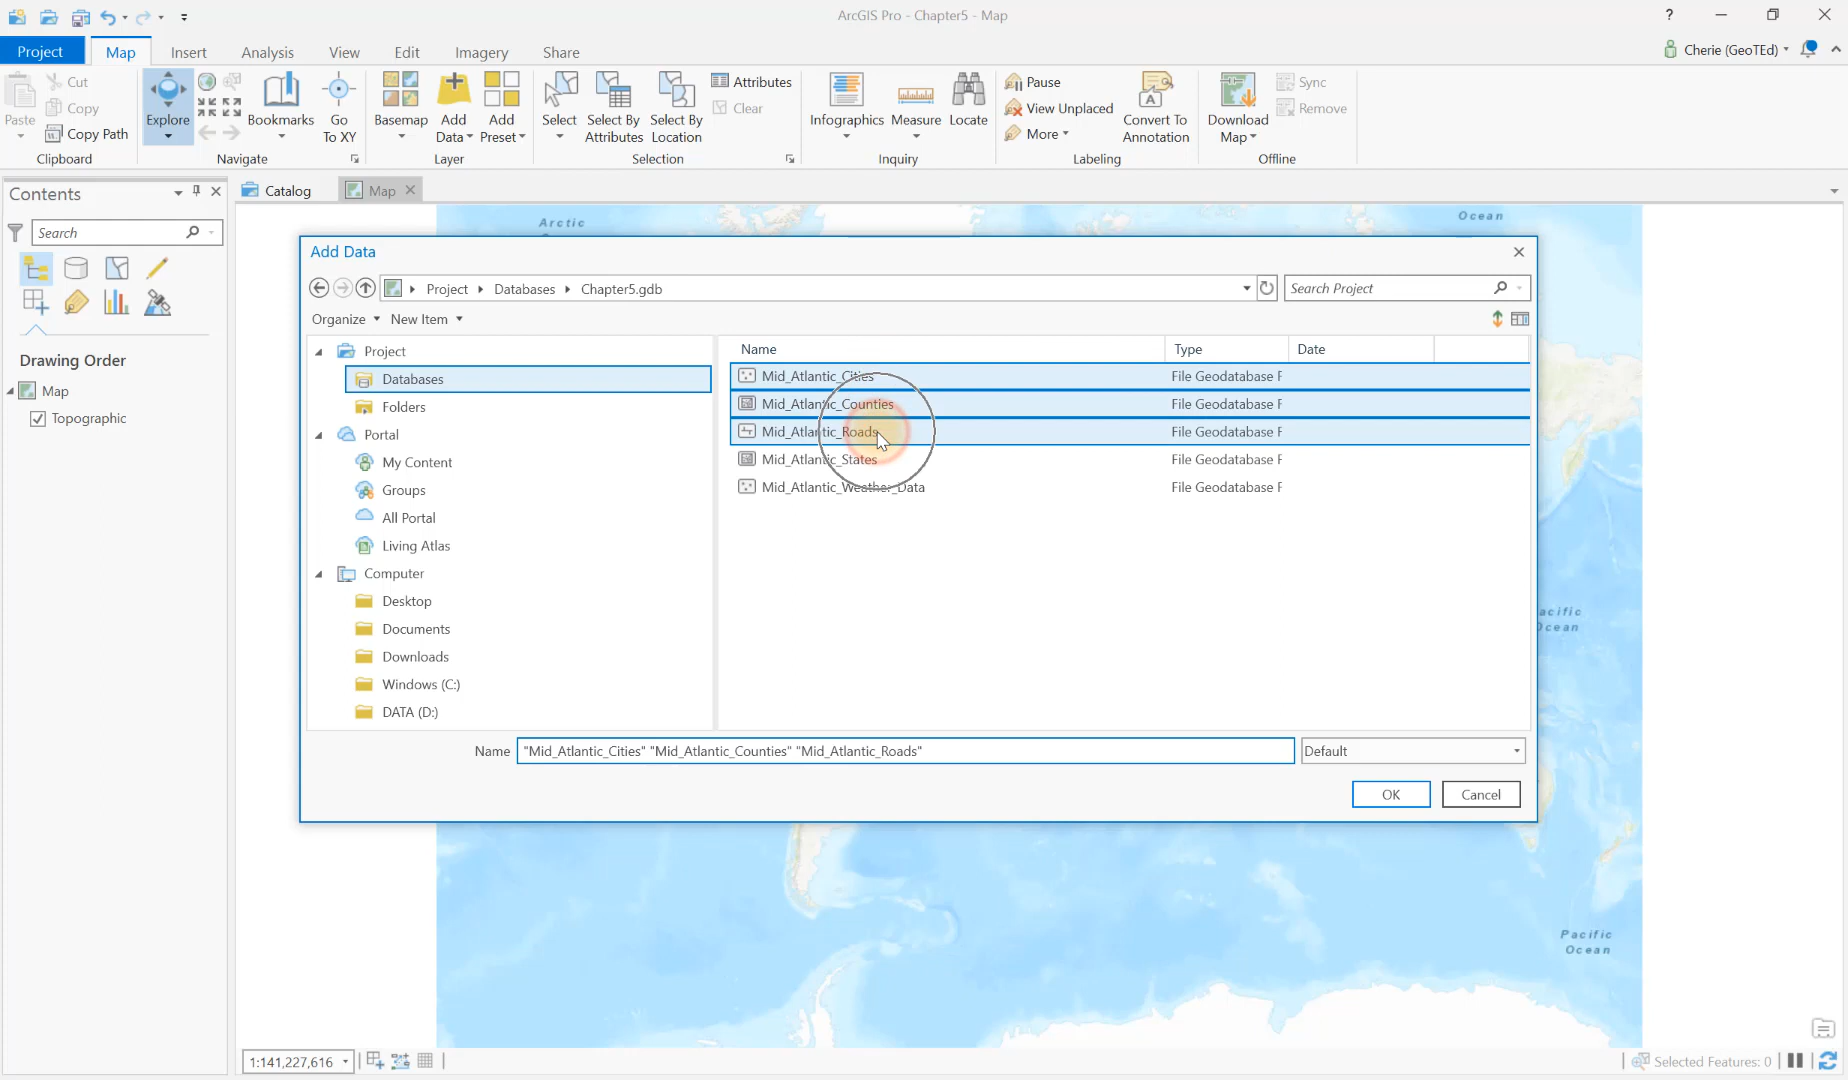 ArcGIS Pro - Chapter5 - Map
?
Project Map Insert Analysis View Edit Imagery Share
Cherie (GeoTEd)
Paste
Cut
Copy
Copy Path
Clipboard
Explore
Bookmarks
Go
To XY
Navigate
Basemap
Add
Data
Add
Preset
Layer
Select
Select By
Attributes
Select By
Location
Attributes
Clear
Selection
Infographics
Measure
Locate
Inquiry
Pause
View Unplaced
More
Convert To
Annotation
Labeling
Download
Map
Sync
Remove
Offline
Contents
Search
Drawing Order
Map
Topographic
Catalog
Map
Arctic
Ocean
Add Data
Project Databases Chapter5.gdb
Search Project
Organize New Item
Project
Databases
Folders
Portal
My Content
Groups
All Portal
Living Atlas
Computer
Desktop
Documents
Downloads
Windows (C:)
DATA (D:)
Name Type Date
Mid_Atlantic_Cities File Geodatabase F
Mid_Atlantic_Counties File Geodatabase F
Mid_Atlantic_Roads File Geodatabase F
Mid_Atlantic_States File Geodatabase F
Mid_Atlantic_Weather_Data File Geodatabase F
Name "Mid_Atlantic_Cities" "Mid_Atlantic_Counties" "Mid_Atlantic_Roads" Default
OK Cancel
acific
Ocean
Pacific
Ocean
1:141,227,616
Selected Features: 0